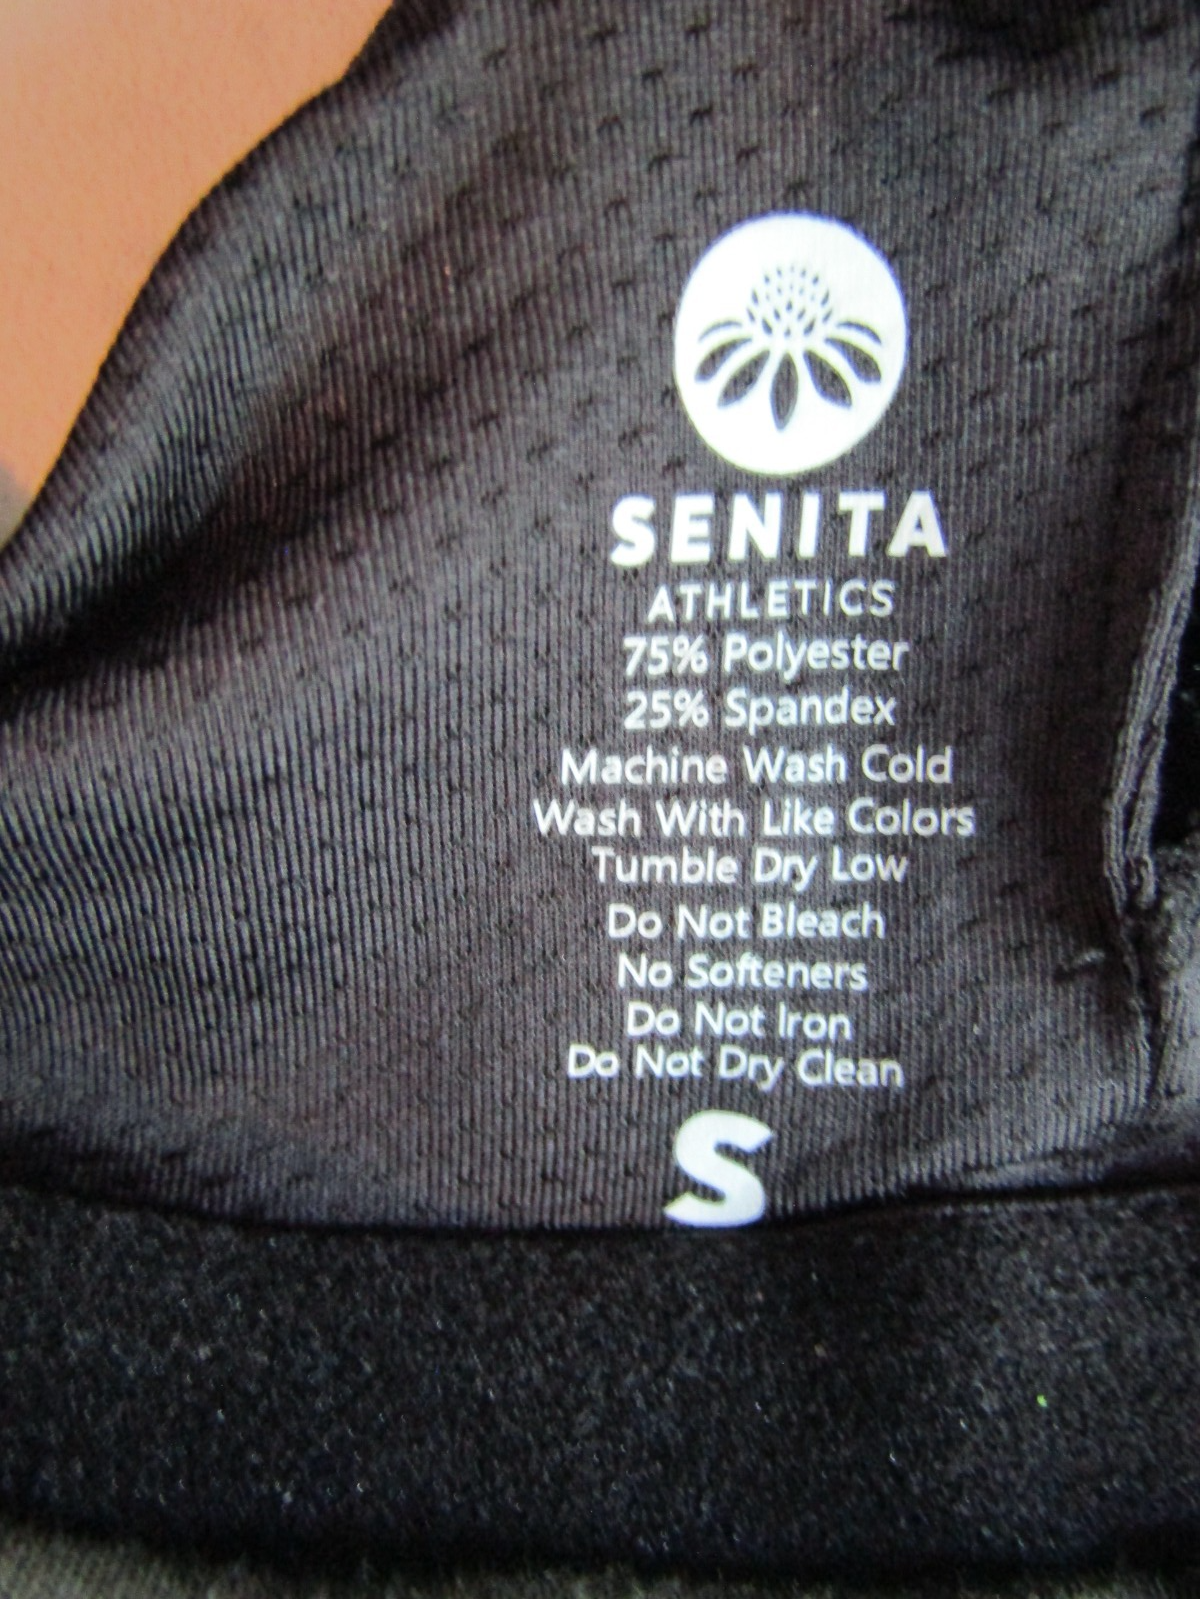 SENITA
ATHLETICS
75% Polyester
25% Spandex
Machine Wash Cold
Wash With Like Colors
Tumble Dry Low
Do Not Bleach
No Softeners
Do Not Iron
Do Not Dry Clean
S